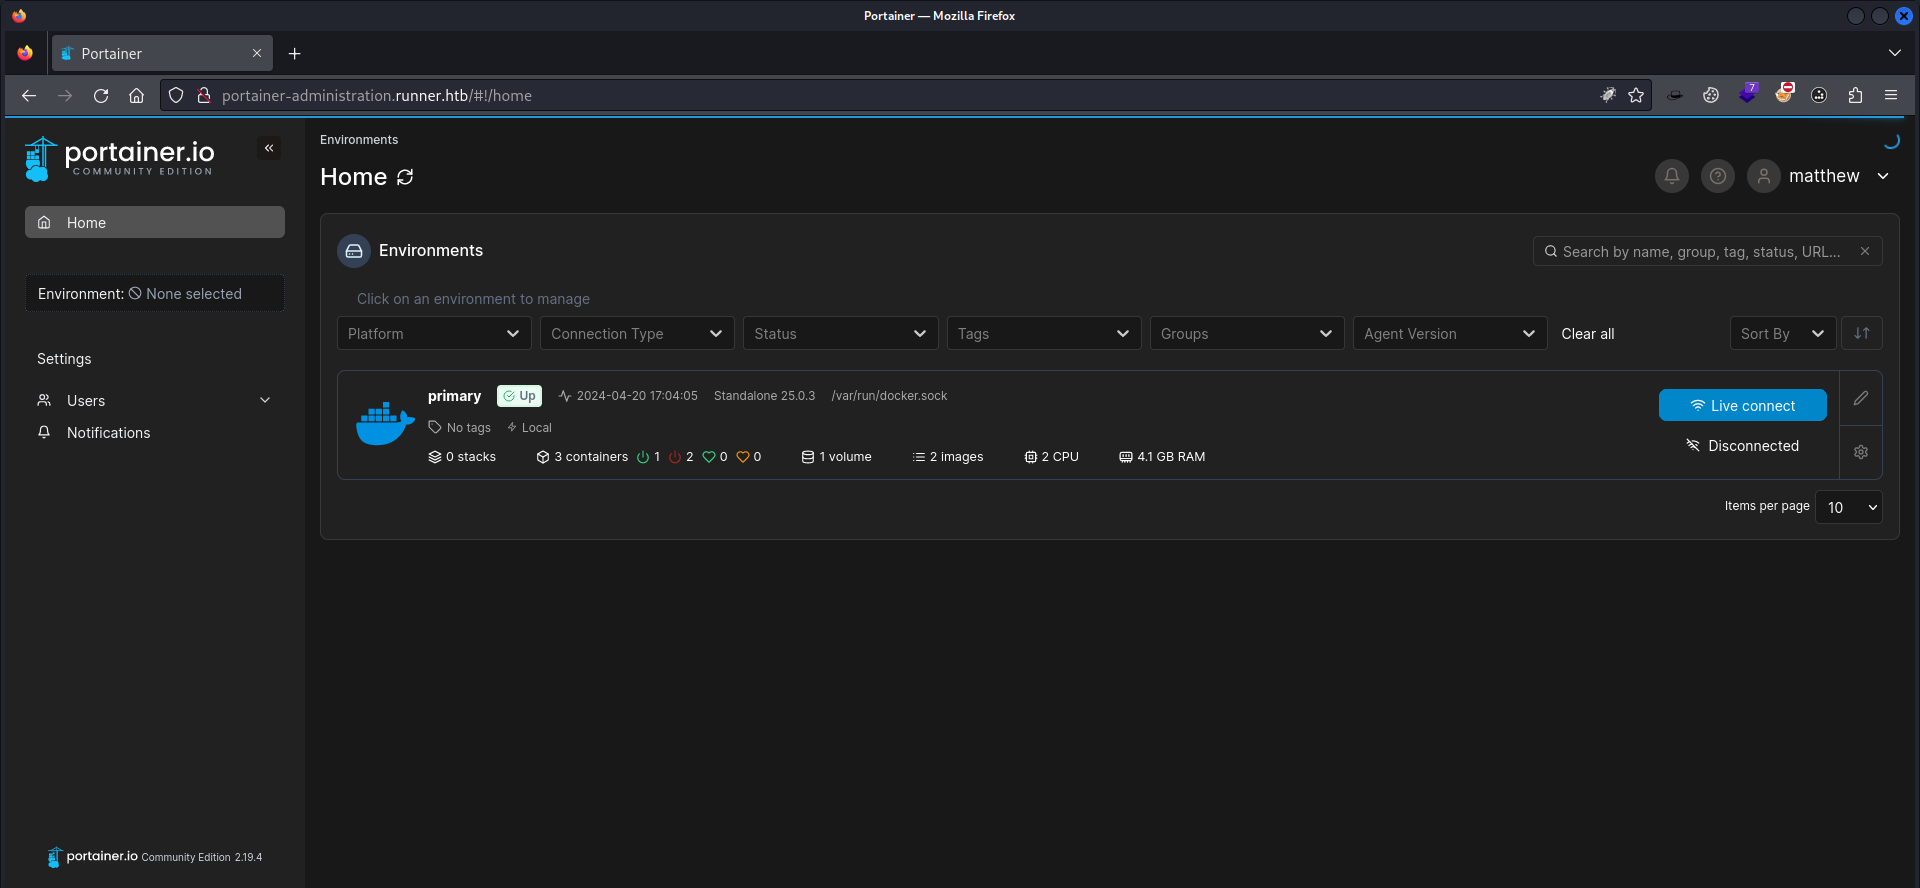 Portainer — Mozilla Firefox
Portainer
portainer-administration.runner.htb/#!/home
7
portainer.io
COMMUNITY EDITION
Environments
Home
matthew
Home
Environment: None selected
Settings
Users
Notifications
Environments
Search by name, group, tag, status, URL...
Click on an environment to manage
Platform Connection Type Status Tags Groups Agent Version Clear all Sort By
primary Up 2024-04-20 17:04:05 Standalone 25.0.3 /var/run/docker.sock
No tags Local
0 stacks 3 containers 1 2 0 0 1 volume 2 images 2 CPU 4.1 GB RAM
Live connect
Disconnected
Items per page 10
portainer.io Community Edition 2.19.4